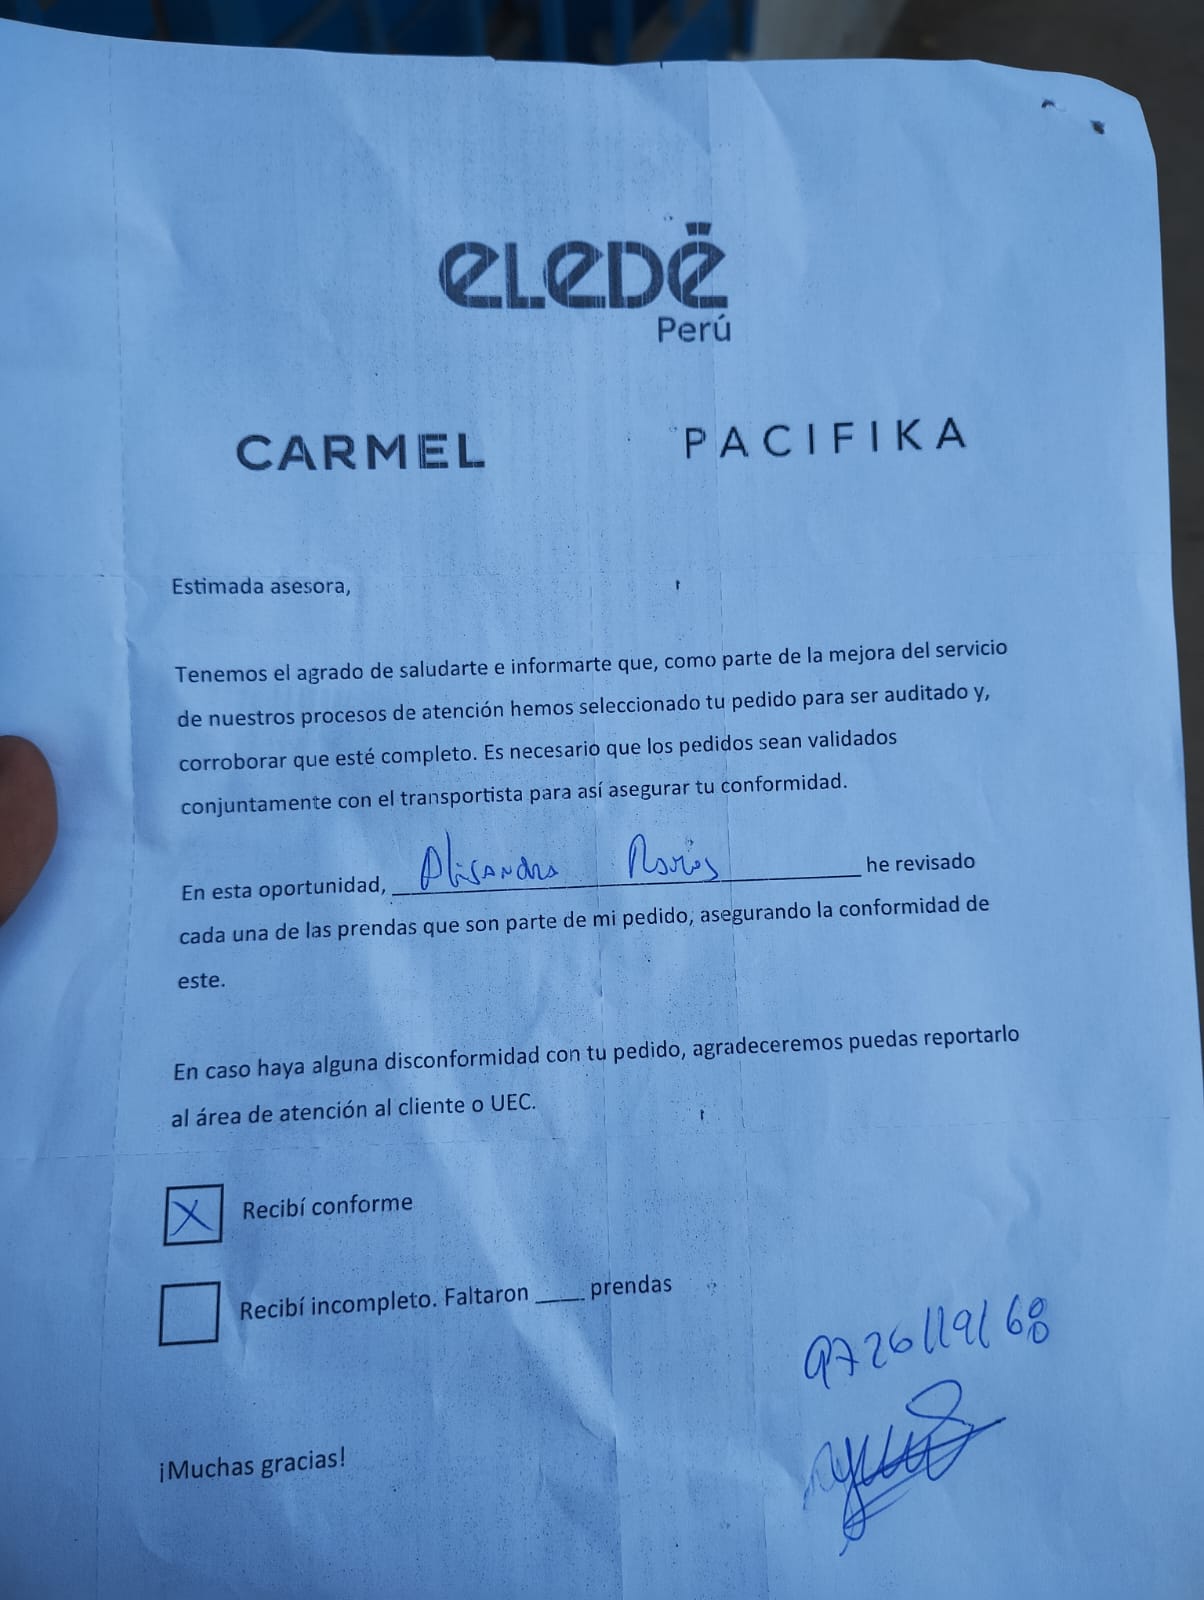 eLeDë
Perú
CARMEL PACIFIKA
Estimada asesora,
Tenemos el agrado de saludarte e informarte que, como parte de la mejora del servicio
de nuestros procesos de atención hemos seleccionado tu pedido para ser auditado y,
corroborar que esté completo. Es necesario que los pedidos sean validados
conjuntamente con el transportista para así asegurar tu conformidad.
En esta oportunidad, he revisado
cada una de las prendas que son parte de mi pedido, asegurando la conformidad de
este.
En caso haya alguna disconformidad con tu pedido, agradeceremos puedas reportarlo
al área de atención al cliente o UEC.
X Recibí conforme
Recibí incompleto. Faltaron ____ prendas
¡Muchas gracias!